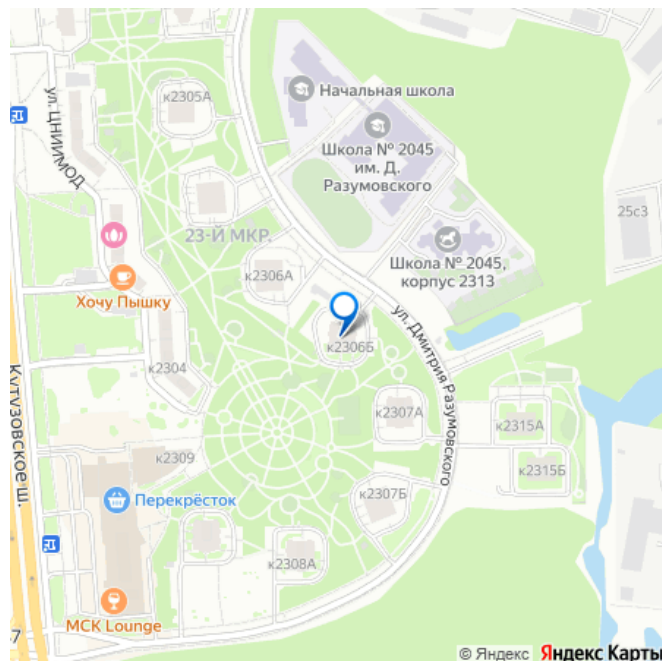 к2305А
ул. ЦНИИМОД
Начальная школа
Школа № 2045
им. Д.
Разумовского
25с3
23-Й МКР.
к2306А
Школа № 2045,
корпус 2313
Хочу Пышку
ул. Дмитрия Разумовского
к2306Б
к2304
Кутузовское ш.
к2307А
к2315А
к2309
к2315Б
Перекрёсток
к2307Б
к2308А
MCK Lounge
7
© Яндекс Яндекс Карты